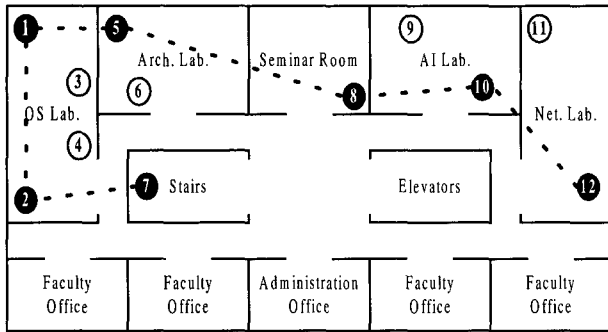 1
5
9
11
Arch. Lab.
Seminar Room
AI Lab.
3
6
8
10
OS Lab.
Net. Lab.
4
2
7
Stairs
Elevators
12
Faculty
Office
Faculty
Office
Administration
Office
Faculty
Office
Faculty
Office